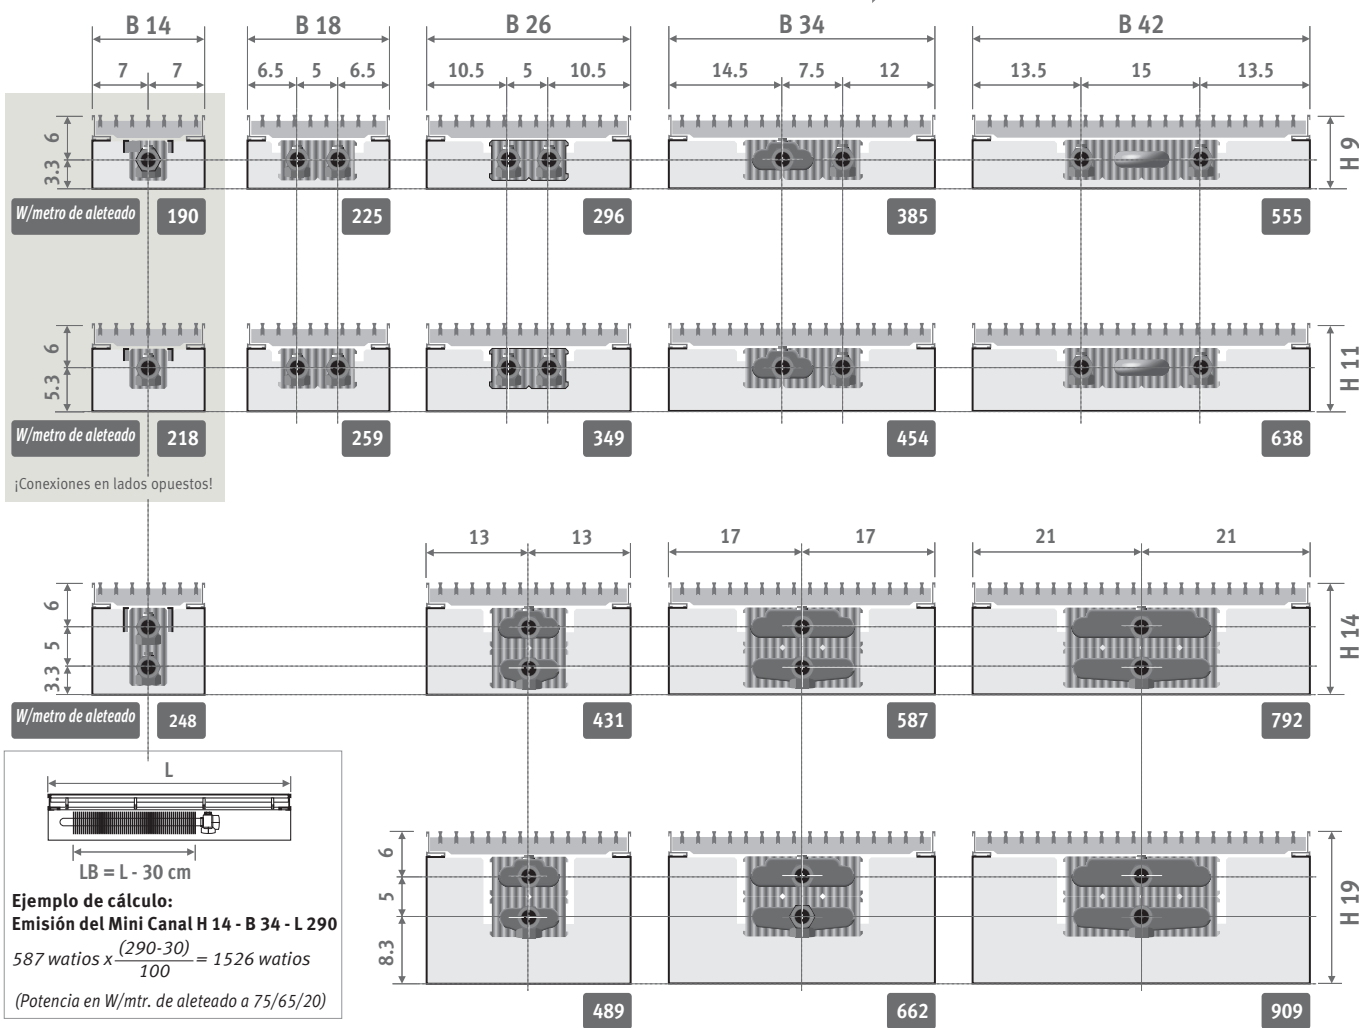 B 14 B 18 B 26 B 34 B 42
7 7 6.5 5 6.5 10.5 5 10.5 14.5 7.5 12 13.5 15 13.5
6
3.3
H 9
W/metro de aleteado 190 225 296 385 555
6
5.3
H 11
W/metro de aleteado 218 259 349 454 638
¡Conexiones en lados opuestos!
13 13 17 17 21 21
6
5
3.3
H 14
W/metro de aleteado 248 431 587 792
L
LB = L - 30 cm
Ejemplo de cálculo:
Emisión del Mini Canal H 14 - B 34 - L 290
587 watios x (290-30)/100 = 1526 watios
(Potencia en W/mtr. de aleteado a 75/65/20)
6
5
8.3
H 19
489 662 909